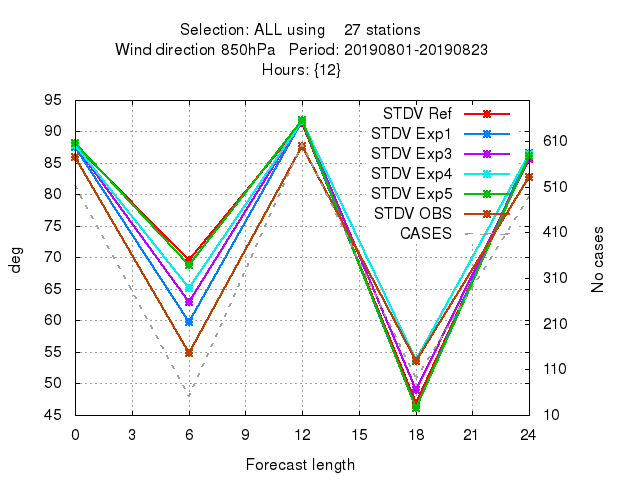 Selection: ALL using 27 stations
Wind direction 850hPa Period: 20190801-20190823
Hours: {12}
95
90
85
80
75
70
65
60
55
50
45
deg
STDV Ref
STDV Exp1
STDV Exp3
STDV Exp4
STDV Exp5
STDV OBS
CASES
610
510
410
310
210
110
10
No cases
0 3 6 9 12 15 18 21 24
Forecast length